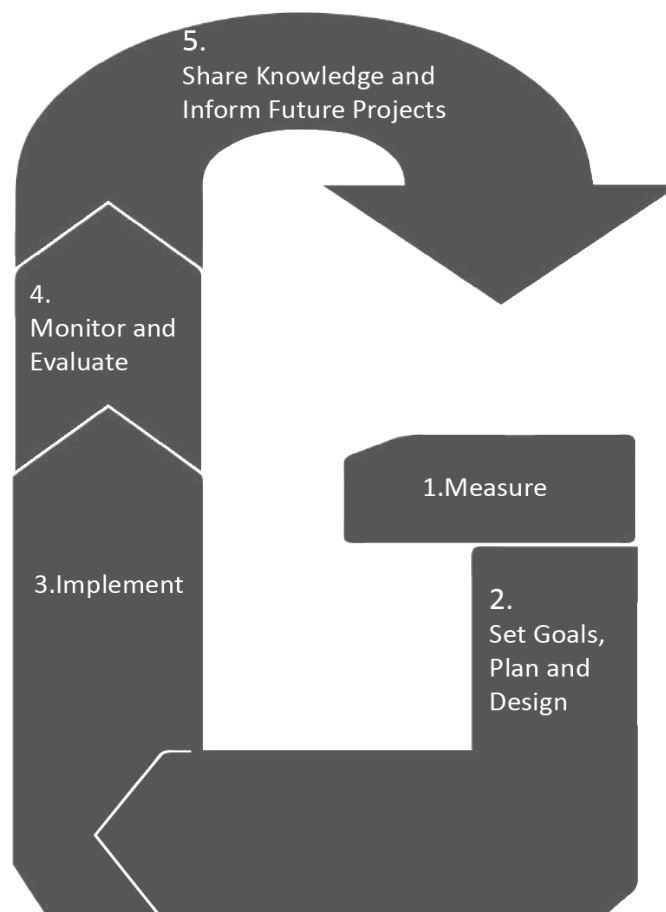 5.
Share Knowledge and
Inform Future Projects
4.
Monitor and
Evaluate
1.Measure
3.Implement
2.
Set Goals,
Plan and
Design